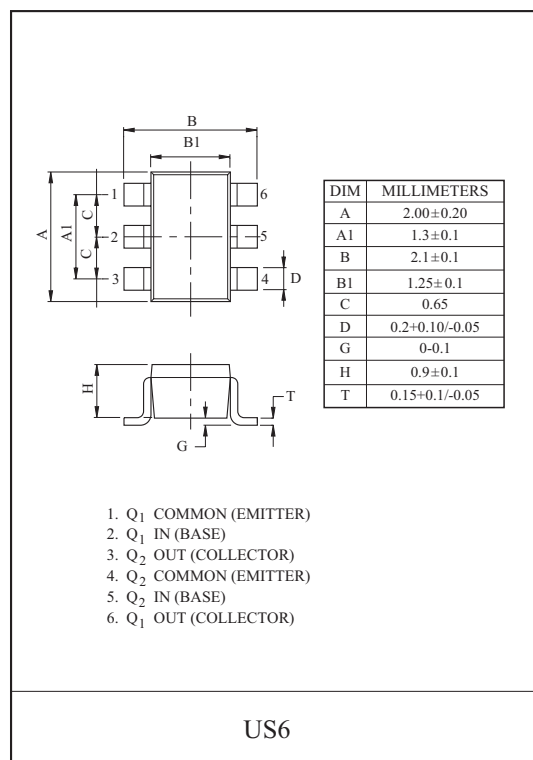 B
B1
1
6
A
A1
C
2
5
C
3
4
D
H
T
G
DIM MILLIMETERS
A 2.00±0.20
A1 1.3±0.1
B 2.1±0.1
B1 1.25±0.1
C 0.65
D 0.2+0.10/-0.05
G 0-0.1
H 0.9±0.1
T 0.15+0.1/-0.05
1. Q1 COMMON (EMITTER)
2. Q1 IN (BASE)
3. Q2 OUT (COLLECTOR)
4. Q2 COMMON (EMITTER)
5. Q2 IN (BASE)
6. Q1 OUT (COLLECTOR)
US6